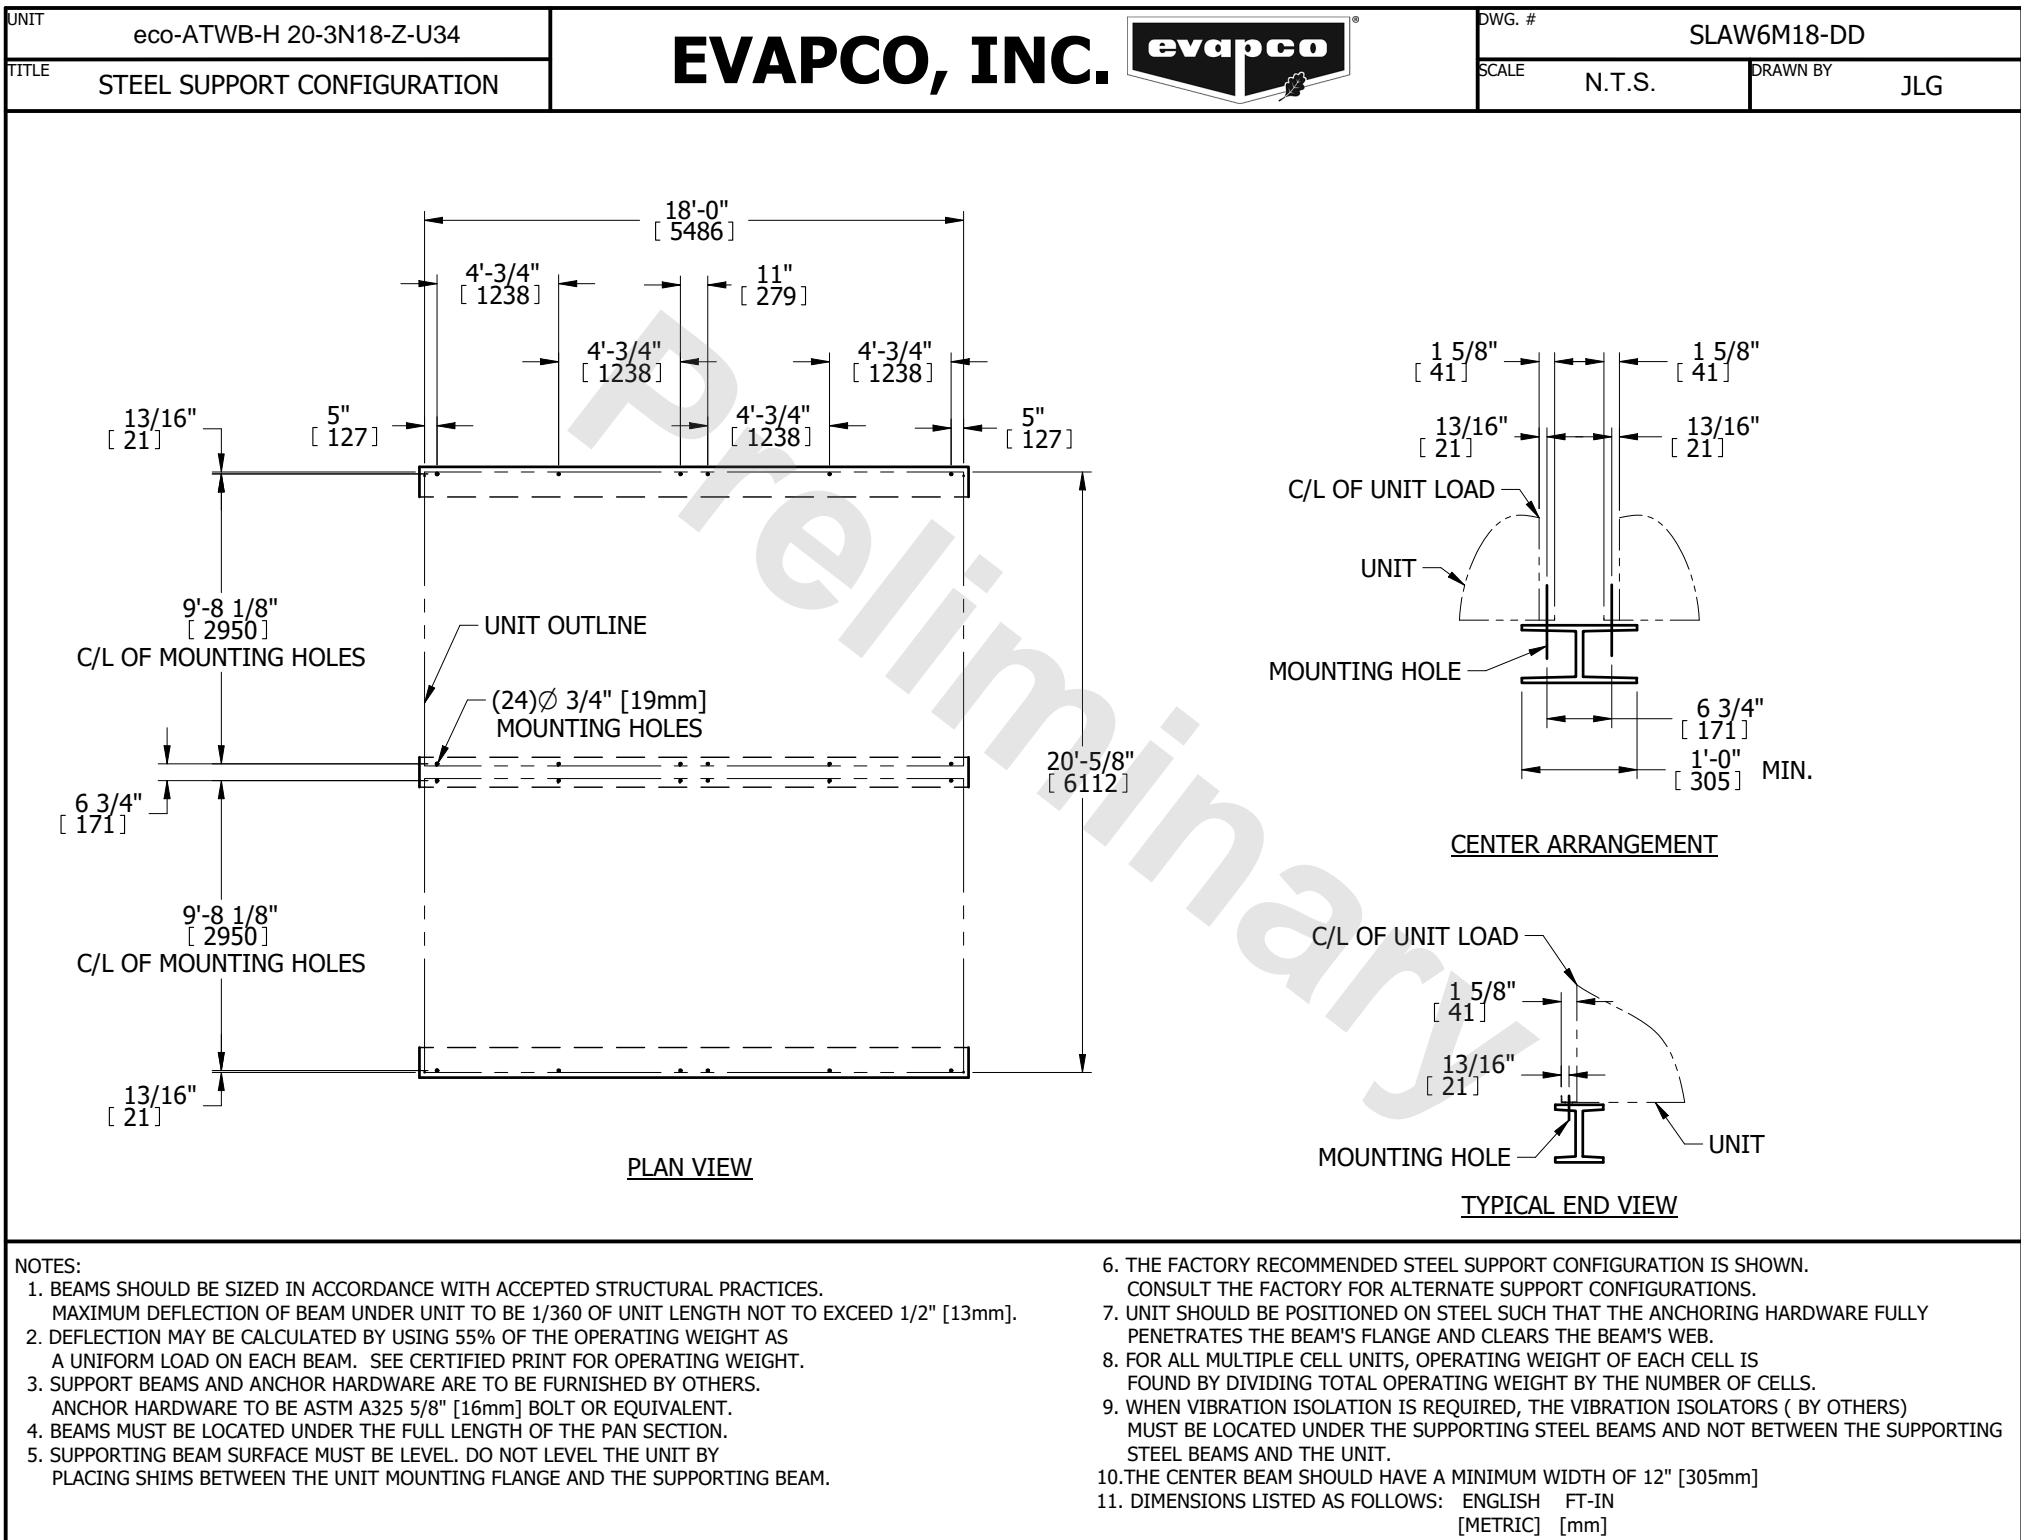 UNIT
eco-ATWB-H 20-3N18-Z-U34
TITLE
STEEL SUPPORT CONFIGURATION
EVAPCO, INC.
evapco®
DWG. #
SLAW6M18-DD
SCALE
N.T.S.
DRAWN BY
JLG
18'-0"
[ 5486 ]
4'-3/4"
[ 1238 ]
11"
[ 279 ]
4'-3/4"
[ 1238 ]
4'-3/4"
[ 1238 ]
13/16"
[ 21 ]
5"
[ 127 ]
4'-3/4"
[ 1238 ]
5"
[ 127 ]
9'-8 1/8"
[ 2950 ]
C/L OF MOUNTING HOLES
UNIT OUTLINE
(24)∅ 3/4" [19mm]
MOUNTING HOLES
6 3/4"
[ 171 ]
20'-5/8"
[ 6112 ]
9'-8 1/8"
[ 2950 ]
C/L OF MOUNTING HOLES
13/16"
[ 21 ]
PLAN VIEW
Preliminary
1 5/8"
[ 41 ]
1 5/8"
[ 41 ]
13/16"
[ 21 ]
13/16"
[ 21 ]
C/L OF UNIT LOAD
UNIT
MOUNTING HOLE
6 3/4"
[ 171 ]
1'-0"
[ 305 ]
MIN.
CENTER ARRANGEMENT
C/L OF UNIT LOAD
1 5/8"
[ 41 ]
13/16"
[ 21 ]
MOUNTING HOLE
UNIT
TYPICAL END VIEW
NOTES:
1. BEAMS SHOULD BE SIZED IN ACCORDANCE WITH ACCEPTED STRUCTURAL PRACTICES.
MAXIMUM DEFLECTION OF BEAM UNDER UNIT TO BE 1/360 OF UNIT LENGTH NOT TO EXCEED 1/2" [13mm].
2. DEFLECTION MAY BE CALCULATED BY USING 55% OF THE OPERATING WEIGHT AS
A UNIFORM LOAD ON EACH BEAM. SEE CERTIFIED PRINT FOR OPERATING WEIGHT.
3. SUPPORT BEAMS AND ANCHOR HARDWARE ARE TO BE FURNISHED BY OTHERS.
ANCHOR HARDWARE TO BE ASTM A325 5/8" [16mm] BOLT OR EQUIVALENT.
4. BEAMS MUST BE LOCATED UNDER THE FULL LENGTH OF THE PAN SECTION.
5. SUPPORTING BEAM SURFACE MUST BE LEVEL. DO NOT LEVEL THE UNIT BY
PLACING SHIMS BETWEEN THE UNIT MOUNTING FLANGE AND THE SUPPORTING BEAM.
6. THE FACTORY RECOMMENDED STEEL SUPPORT CONFIGURATION IS SHOWN.
CONSULT THE FACTORY FOR ALTERNATE SUPPORT CONFIGURATIONS.
7. UNIT SHOULD BE POSITIONED ON STEEL SUCH THAT THE ANCHORING HARDWARE FULLY
PENETRATES THE BEAM'S FLANGE AND CLEARS THE BEAM'S WEB.
8. FOR ALL MULTIPLE CELL UNITS, OPERATING WEIGHT OF EACH CELL IS
FOUND BY DIVIDING TOTAL OPERATING WEIGHT BY THE NUMBER OF CELLS.
9. WHEN VIBRATION ISOLATION IS REQUIRED, THE VIBRATION ISOLATORS ( BY OTHERS)
MUST BE LOCATED UNDER THE SUPPORTING STEEL BEAMS AND NOT BETWEEN THE SUPPORTING
STEEL BEAMS AND THE UNIT.
10.THE CENTER BEAM SHOULD HAVE A MINIMUM WIDTH OF 12" [305mm]
11. DIMENSIONS LISTED AS FOLLOWS: ENGLISH FT-IN
[METRIC] [mm]